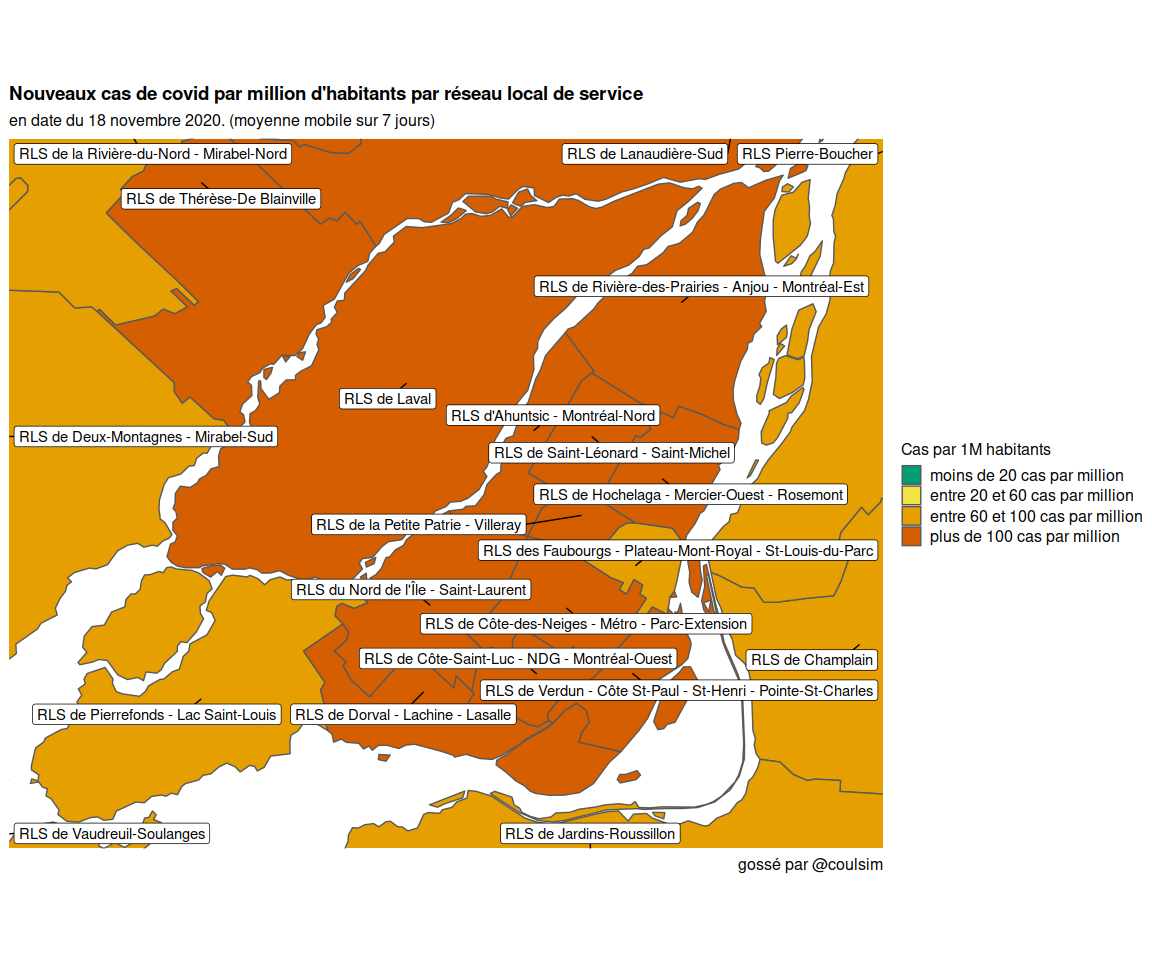 Nouveaux cas de covid par million d'habitants par réseau local de service
en date du 18 novembre 2020. (moyenne mobile sur 7 jours)
RLS de la Rivière-du-Nord - Mirabel-Nord
RLS de Lanaudière-Sud
RLS Pierre-Boucher
RLS de Thérèse-De Blainville
RLS de Rivière-des-Prairies - Anjou - Montréal-Est
RLS de Laval
RLS d'Ahuntsic - Montréal-Nord
RLS de Deux-Montagnes - Mirabel-Sud
RLS de Saint-Léonard - Saint-Michel
RLS de Hochelaga - Mercier-Ouest - Rosemont
RLS de la Petite Patrie - Villeray
RLS des Faubourgs - Plateau-Mont-Royal - St-Louis-du-Parc
RLS du Nord de l'Île - Saint-Laurent
RLS de Côte-des-Neiges - Métro - Parc-Extension
RLS de Côte-Saint-Luc - NDG - Montréal-Ouest
RLS de Champlain
RLS de Verdun - Côte St-Paul - St-Henri - Pointe-St-Charles
RLS de Pierrefonds - Lac Saint-Louis
RLS de Dorval - Lachine - Lasalle
RLS de Vaudreuil-Soulanges
RLS de Jardins-Roussillon
Cas par 1M habitants
moins de 20 cas par million
entre 20 et 60 cas par million
entre 60 et 100 cas par million
plus de 100 cas par million
gossé par @coulsim